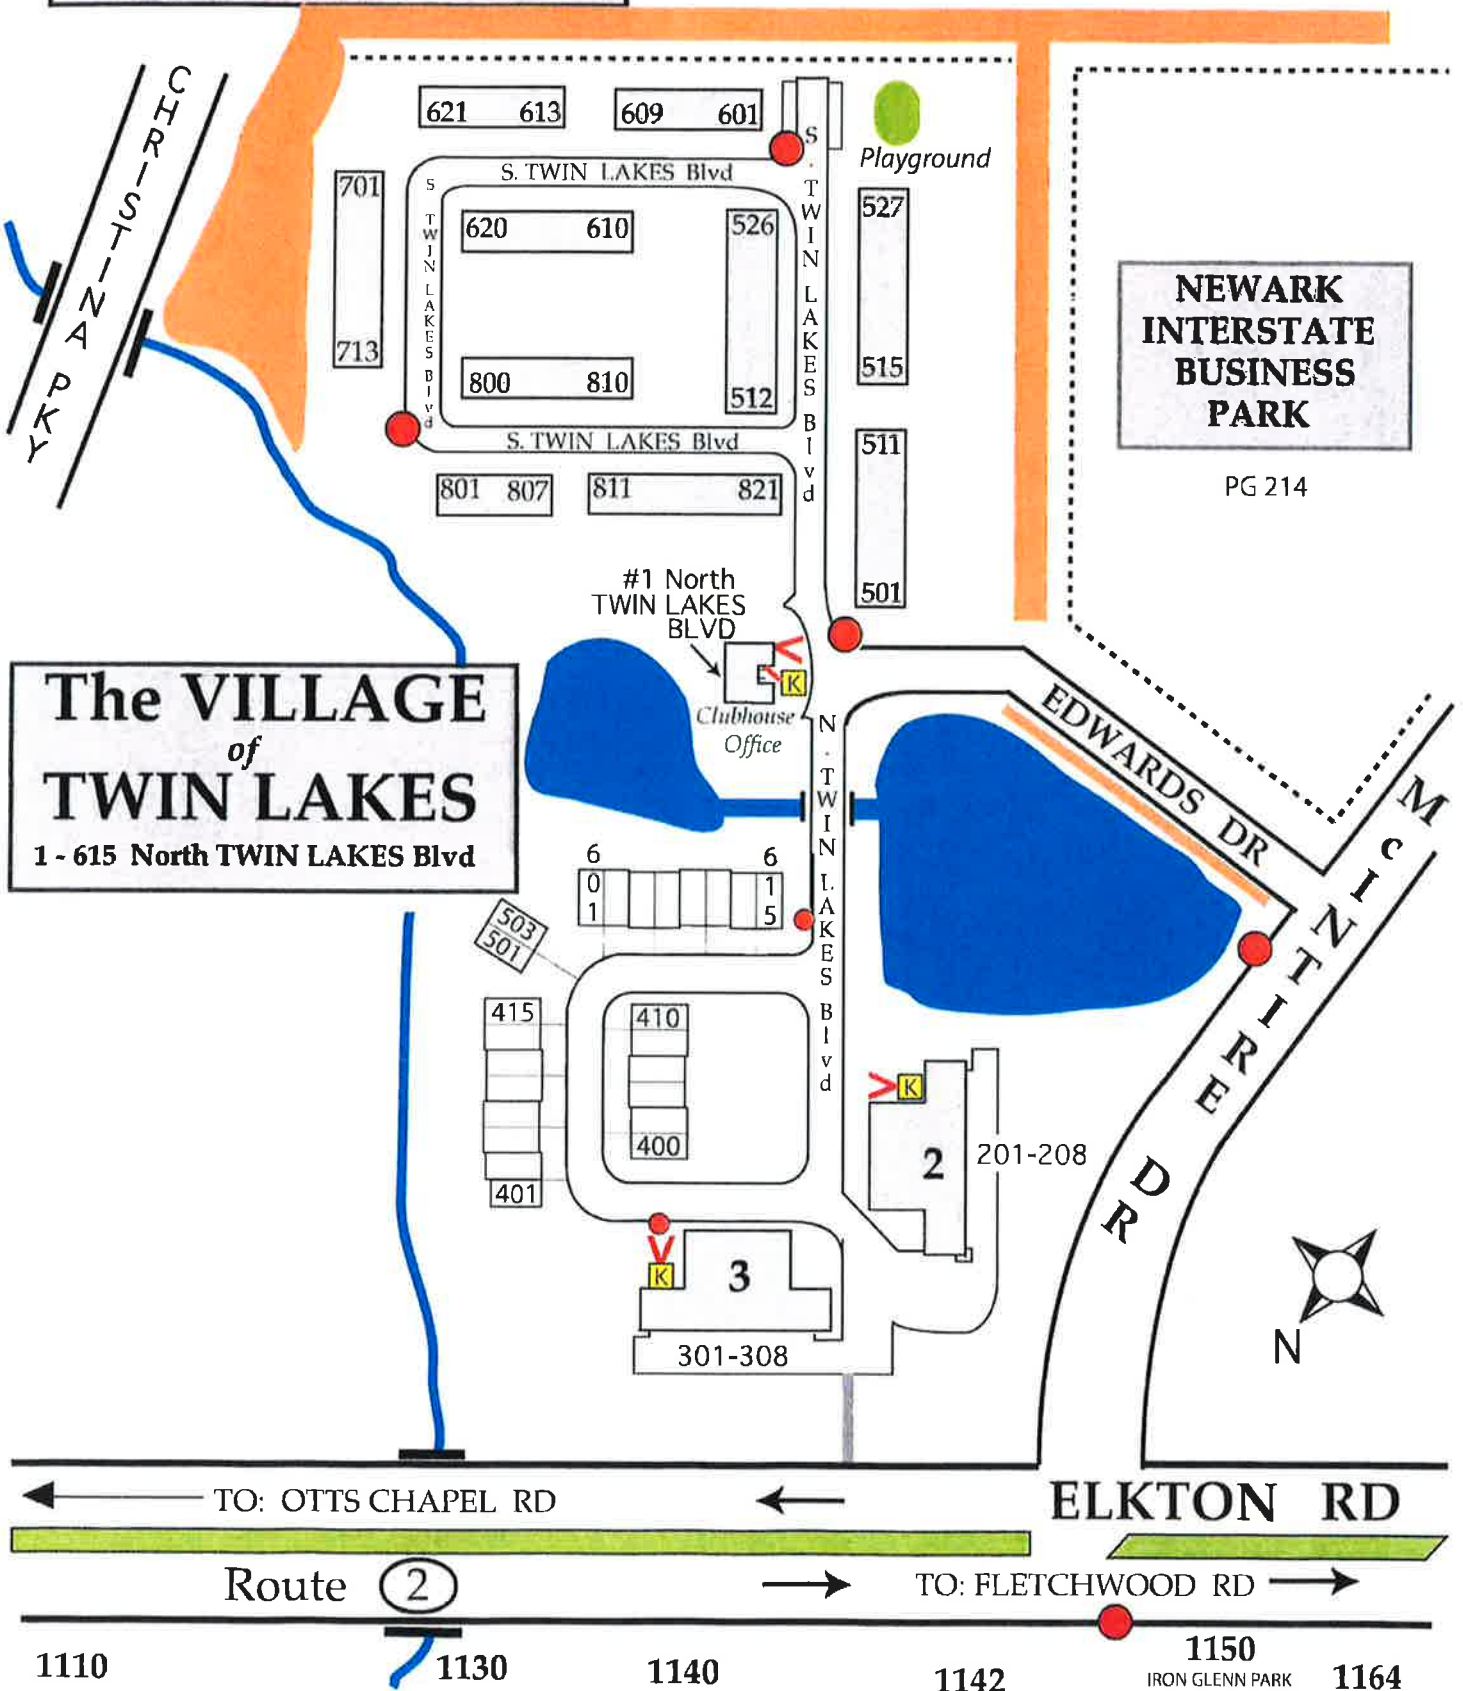 CHRISTINA PKY
621 613
609 601
Playground
S. TWIN LAKES Blvd
S. TWIN LAKES Blvd
S TWIN LAKES Blvd
701
713
620 610
526
512
527
515
800 810
S. TWIN LAKES Blvd
511
501
801 807
811 821
NEWARK
INTERSTATE
BUSINESS
PARK
PG 214
#1 North
TWIN LAKES
BLVD
K
Clubhouse
Office
The VILLAGE
of
TWIN LAKES
1 - 615 North TWIN LAKES Blvd
N. TWIN LAKES Blvd
EDWARDS DR
McINTIRE DR
601
615
503
501
415
401
410
400
K
2
201-208
K
3
301-308
N
TO: OTTS CHAPEL RD
ELKTON RD
Route 2
TO: FLETCHWOOD RD
1110
1130
1140
1142
1150
IRON GLENN PARK
1164